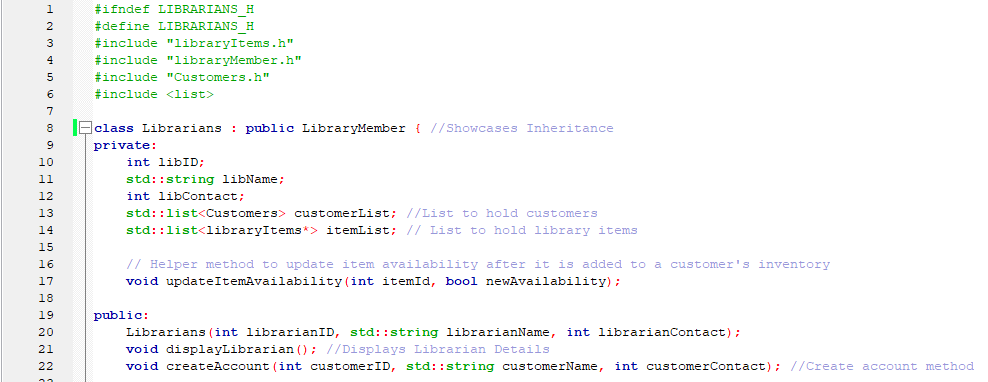 1 #ifndef LIBRARIANS_H
2 #define LIBRARIANS_H
3 #include "libraryItems.h"
4 #include "libraryMember.h"
5 #include "Customers.h"
6 #include <list>
7
8 class Librarians : public LibraryMember { //Showcases Inheritance
9 private:
10 int libID;
11 std::string libName;
12 int libContact;
13 std::list<Customers> customerList; //List to hold customers
14 std::list<libraryItems*> itemList; // List to hold library items
15
16 // Helper method to update item availability after it is added to a customer's inventory
17 void updateItemAvailability(int itemId, bool newAvailability);
18
19 public:
20 Librarians(int librarianID, std::string librarianName, int librarianContact);
21 void displayLibrarian(); //Displays Librarian Details
22 void createAccount(int customerID, std::string customerName, int customerContact); //Create account method